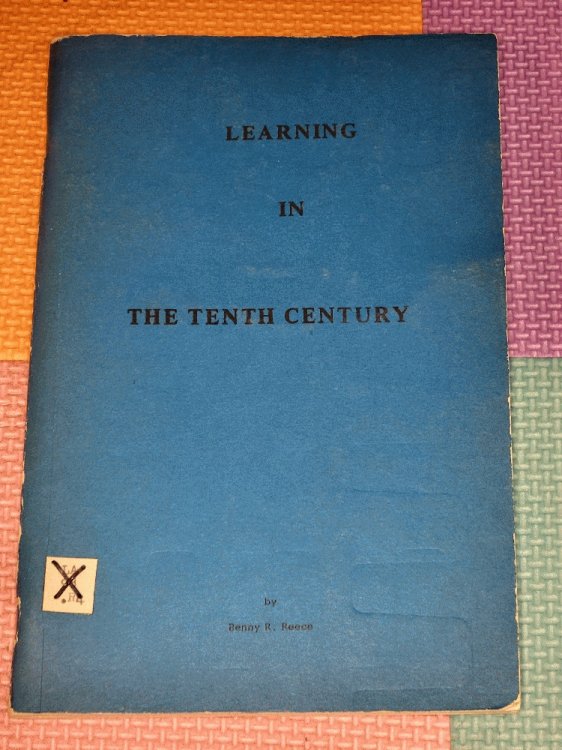 LEARNING
IN
THE TENTH CENTURY
by
Benny R. Reece